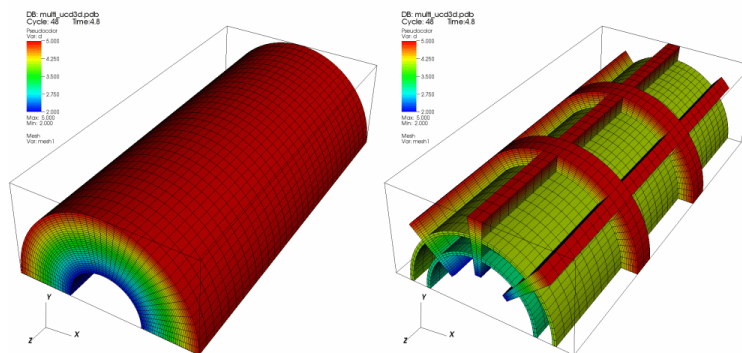 DB: multi_ucd3d.pdb
Cycle: 48 Time:4.8
Pseudocolor
Var: d
5.000
4.250
3.500
2.750
2.000
Max: 5.000
Min: 2.000
Mesh
Var: mesh1
Y
Z
X
DB: multi_ucd3d.pdb
Cycle: 48 Time:4.8
Pseudocolor
Var: d
5.000
4.250
3.500
2.750
2.000
Max: 5.000
Min: 2.000
Mesh
Var: mesh1
Y
Z
X